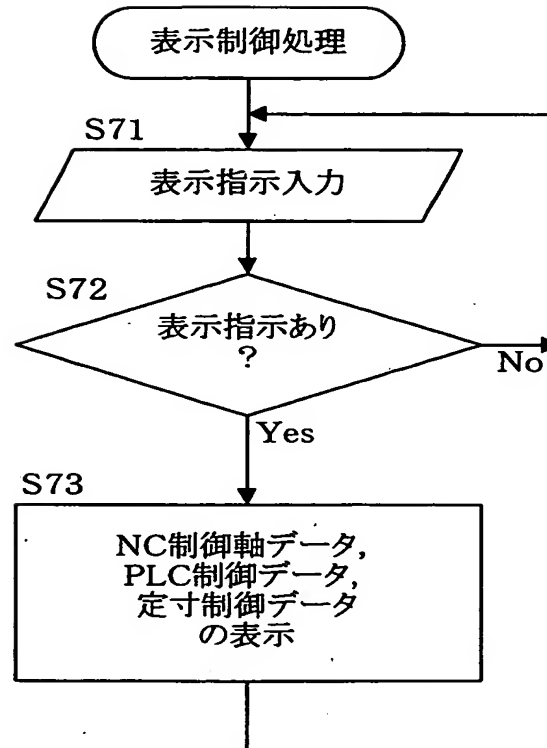 表示制御処理
S71
表示指示入力
S72
表示指示あり
?
No
Yes
S73
NC制御軸データ,
PLC制御データ,
定寸制御データ
の表示